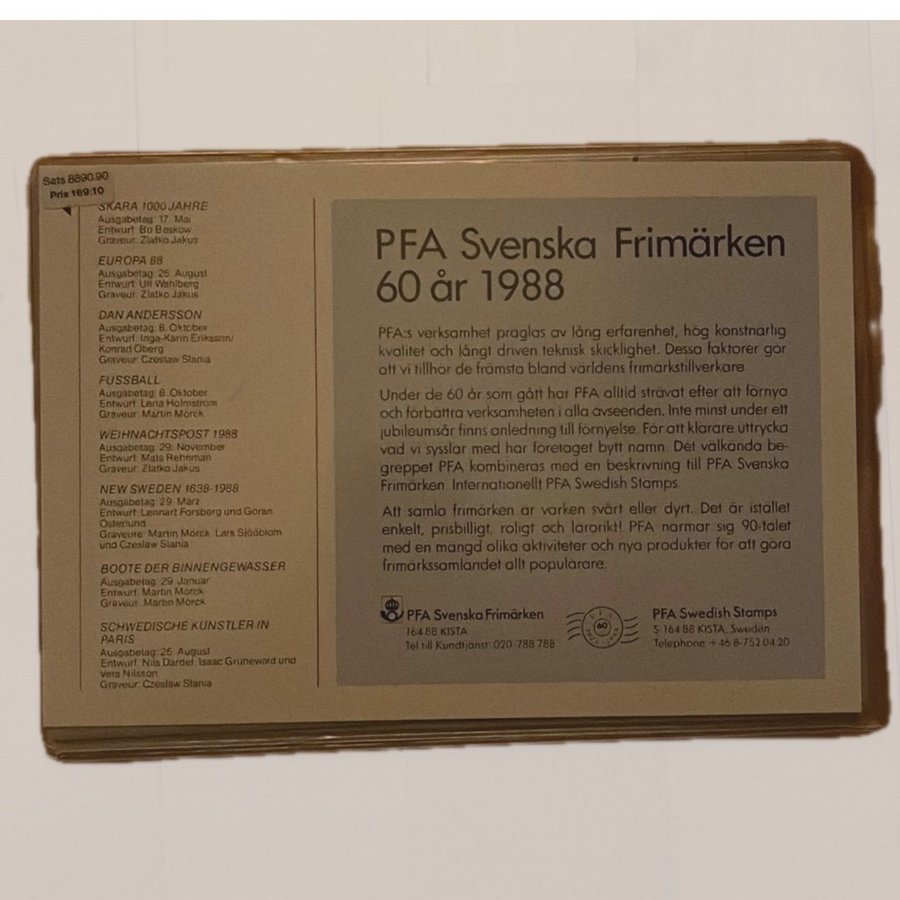 Sats 8890.90
Pris 169:10
SKARA 1000 JAHRE
Ausgabetag: 17. Mai
Entwurf: Bo Beskow
Graveur: Zlatko Jakus
EUROPA 88
Ausgabetag: 25. August
Entwurf: Ulf Wahlberg
Graveur: Zlatko Jakus
DAN ANDERSSON
Ausgabetag: 8. Oktober
Entwurf: Inga-Karin Eriksson/
Konrad Öberg
Graveur: Czeslaw Slania
FUSSBALL
Ausgabetag: 8. Oktober
Entwurf: Lena Holmström
Graveur: Martin Mörck
WEIHNACHTSPOST 1988
Ausgabetag: 29. November
Entwurf: Mats Rehnman
Graveur: Zlatko Jakus
NEW SWEDEN 1638-1988
Ausgabetag: 29. März
Entwurf: Lennart Forsberg und Göran
Österlund
Graveure: Martin Mörck, Lars Sjööblom
und Czeslaw Slania
BOOTE DER BINNENGEWÄSSER
Ausgabetag: 29. Januar
Entwurf: Martin Mörck
Graveur: Martin Mörck
SCHWEDISCHE KÜNSTLER IN
PARIS
Ausgabetag: 25. August
Entwurf: Nils Dardel, Isaac Grünewald und
Vera Nilsson
Graveur: Czeslaw Slania
PFA Svenska Frimärken
60 år 1988
PFA:s verksamhet präglas av lång erfarenhet, hög konstnärlig
kvalitet och långt driven teknisk skicklighet. Dessa faktorer gör
att vi tillhör de främsta bland världens frimärkstillverkare.
Under de 60 år som gått har PFA alltid strävat efter att förnya
och förbättra verksamheten i alla avseenden. Inte minst under ett
jubileumsår finns anledning till förnyelse. För att klarare uttrycka
vad vi sysslar med har företaget bytt namn. Det välkända be-
greppet PFA kombineras med en beskrivning till PFA Svenska
Frimärken. Internationellt PFA Swedish Stamps.
Att samla frimärken är varken svårt eller dyrt. Det är istället
enkelt, prisbilligt, roligt och lärorikt! PFA närmar sig 90-talet
med en mängd olika aktiviteter och nya produkter för att göra
frimärkssamlandet allt populärare.
PFA Svenska Frimärken
164 88 KISTA
Tel till Kundtjänst: 020-788 788
60
PFA Swedish Stamps
S-164 88 KISTA, Sweden
Telephone +46 8-752 04 20